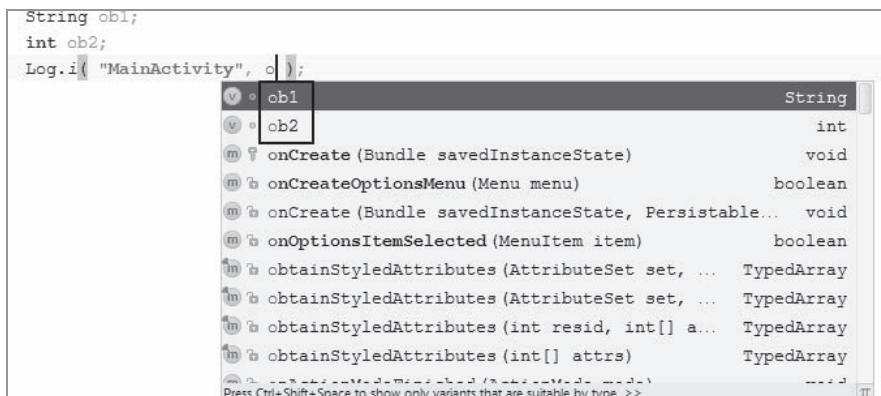 String ob1;
int ob2;
Log.i( "MainActivity", o );
ob1 String
ob2 int
onCreate(Bundle savedInstanceState) void
onCreateOptionsMenu(Menu menu) boolean
onCreate(Bundle savedInstanceState, Persistable... void
onOptionsItemSelected(MenuItem item) boolean
obtainStyledAttributes(AttributeSet set, ... TypedArray
obtainStyledAttributes(AttributeSet set, ... TypedArray
obtainStyledAttributes(int resid, int[] a... TypedArray
obtainStyledAttributes(int[] attrs) TypedArray
Press Ctrl+Shift+Space to show only variants that are suitable by type. >>